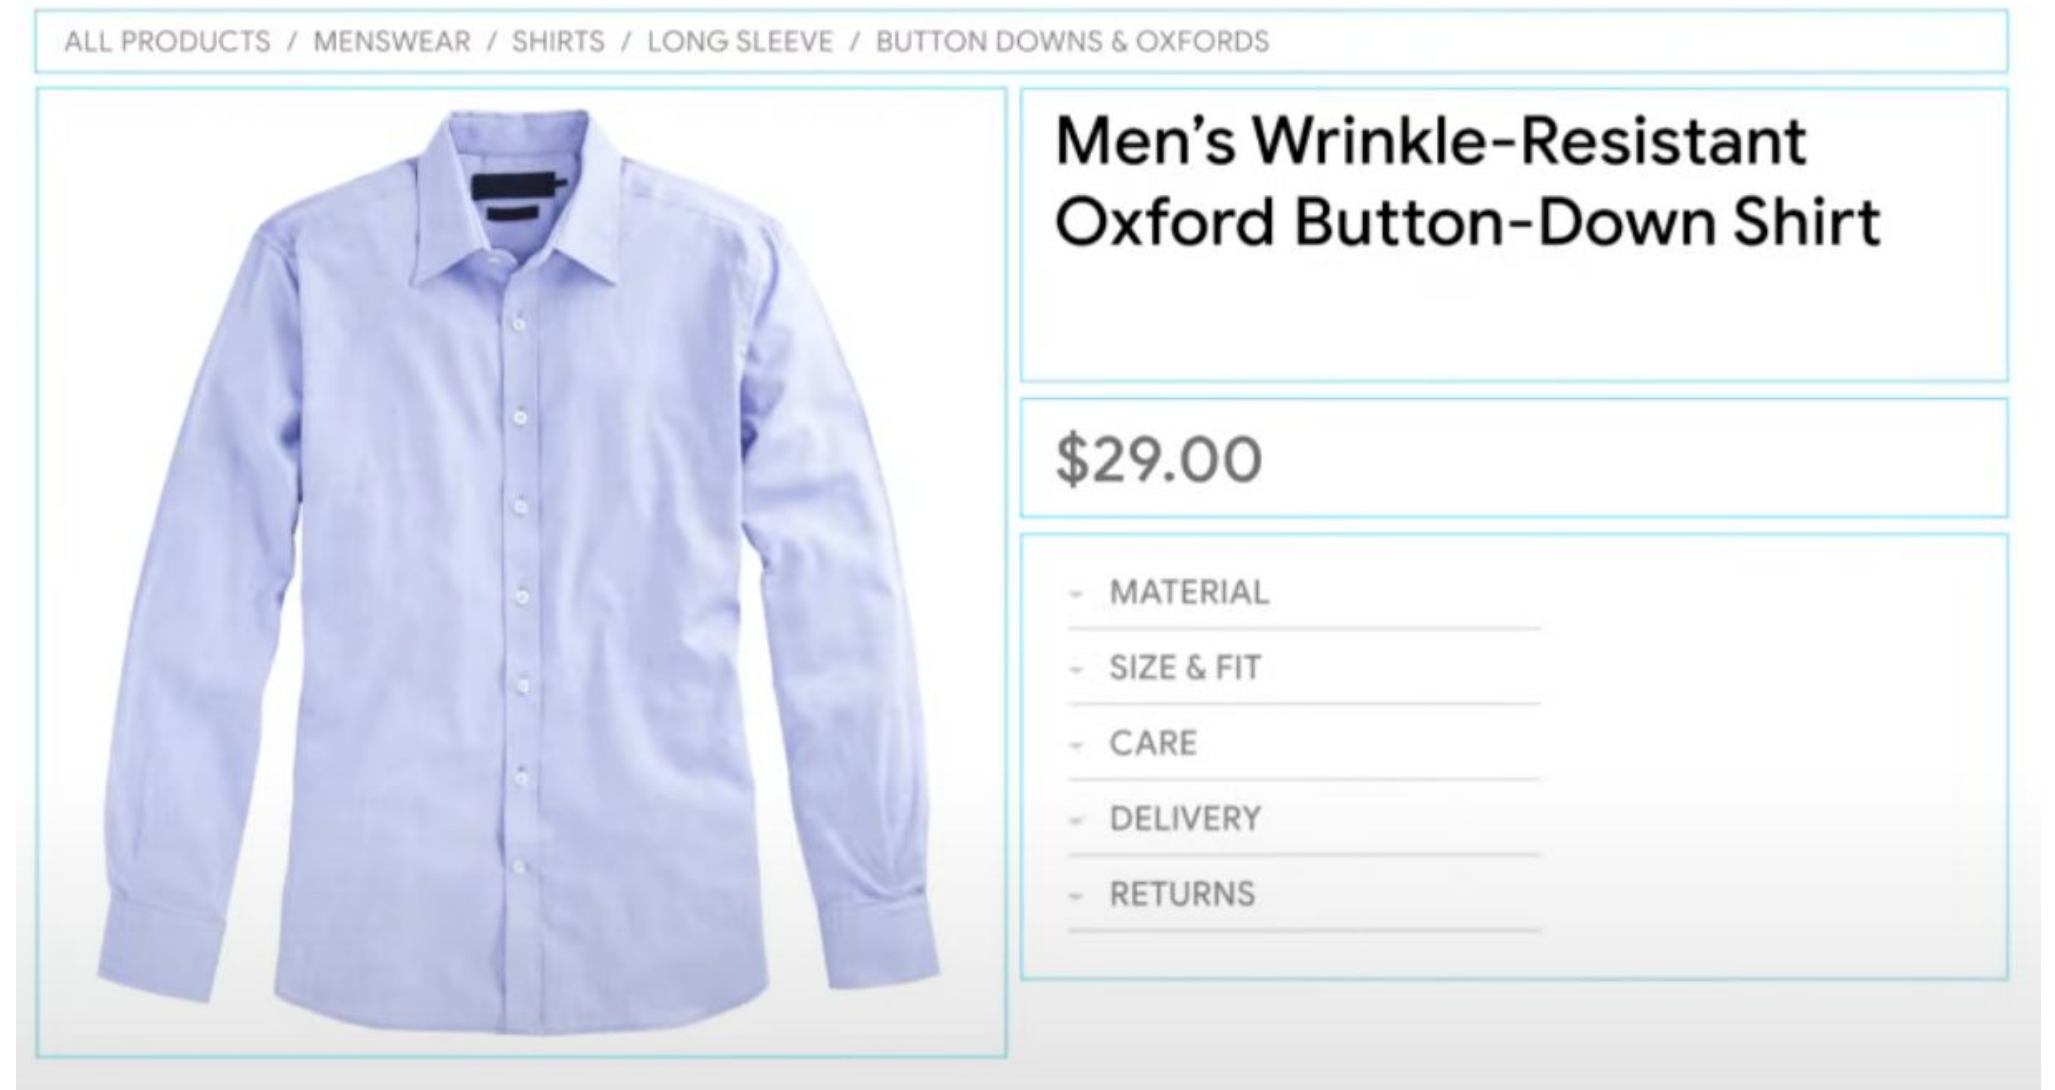 ALL PRODUCTS / MENSWEAR / SHIRTS / LONG SLEEVE / BUTTON DOWNS & OXFORDS
Men’s Wrinkle-Resistant
Oxford Button-Down Shirt
$29.00
MATERIAL
SIZE & FIT
CARE
DELIVERY
RETURNS